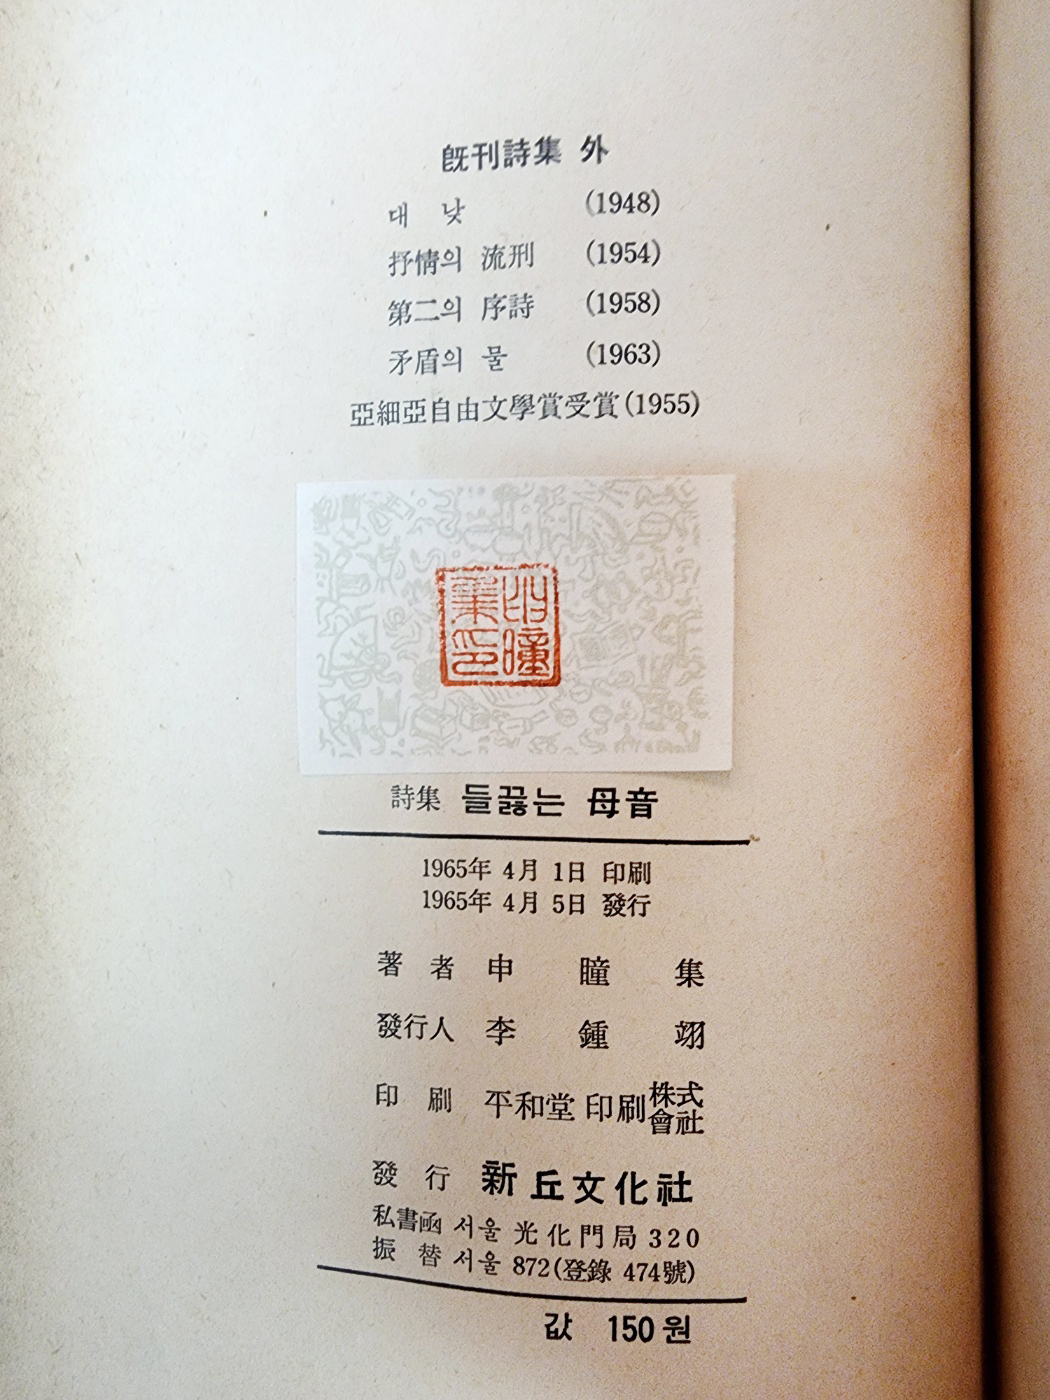 旣刊詩集 外
대 낮 (1948)
抒情의 流刑 (1954)
第二의 序詩 (1958)
矛盾의 물 (1963)
亞細亞自由文學賞受賞(1955)
申瞳集印
詩集 들끓는 母音
1965年 4月 1日 印刷
1965年 4月 5日 發行
著 者 申 瞳 集
發行人 李 鍾 翊
印 刷 平和堂 印刷株式會社
發 行 新丘文化社
私書函 서울 光化門局 320
振 替 서울 872(登錄 474號)
값 150원